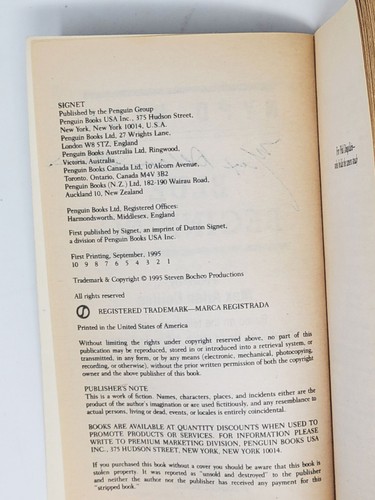 SIGNET
Published by the Penguin Group
Penguin Books USA Inc., 375 Hudson Street,
New York, New York 10014, U.S.A.
Penguin Books Ltd, 27 Wrights Lane,
London W8 5TZ, England
Penguin Books Australia Ltd, Ringwood,
Victoria, Australia
Penguin Books Canada Ltd, 10 Alcorn Avenue,
Toronto, Ontario, Canada M4V 3B2
Penguin Books (N.Z.) Ltd, 182-190 Wairau Road,
Auckland 10, New Zealand
Penguin Books Ltd, Registered Offices:
Harmondsworth, Middlesex, England
First published by Signet, an imprint of Dutton Signet,
a division of Penguin Books USA Inc.
First Printing, September, 1995
10 9 8 7 6 5 4 3 2 1
Trademark & Copyright © 1995 Steven Bochco Productions
All rights reserved
REGISTERED TRADEMARK—MARCA REGISTRADA
Printed in the United States of America
Without limiting the rights under copyright reserved above, no part of this
publication may be reproduced, stored in or introduced into a retrieval system, or
transmitted, in any form, or by any means (electronic, mechanical, photocopying,
recording, or otherwise), without the prior written permission of both the copyright
owner and the above publisher of this book.
PUBLISHER'S NOTE
This is a work of fiction. Names, characters, places, and incidents either are the
product of the author's imagination or are used fictitiously, and any resemblance to
actual persons, living or dead, events, or locales is entirely coincidental.
BOOKS ARE AVAILABLE AT QUANTITY DISCOUNTS WHEN USED TO
PROMOTE PRODUCTS OR SERVICES. FOR INFORMATION PLEASE
WRITE TO PREMIUM MARKETING DIVISION, PENGUIN BOOKS USA
INC., 375 HUDSON STREET, NEW YORK, NEW YORK 10014.
If you purchased this book without a cover you should be aware that this book is
stolen property. It was reported as "unsold and destroyed" to the publisher
and neither the author nor the publisher has received any payment for this
"stripped book."